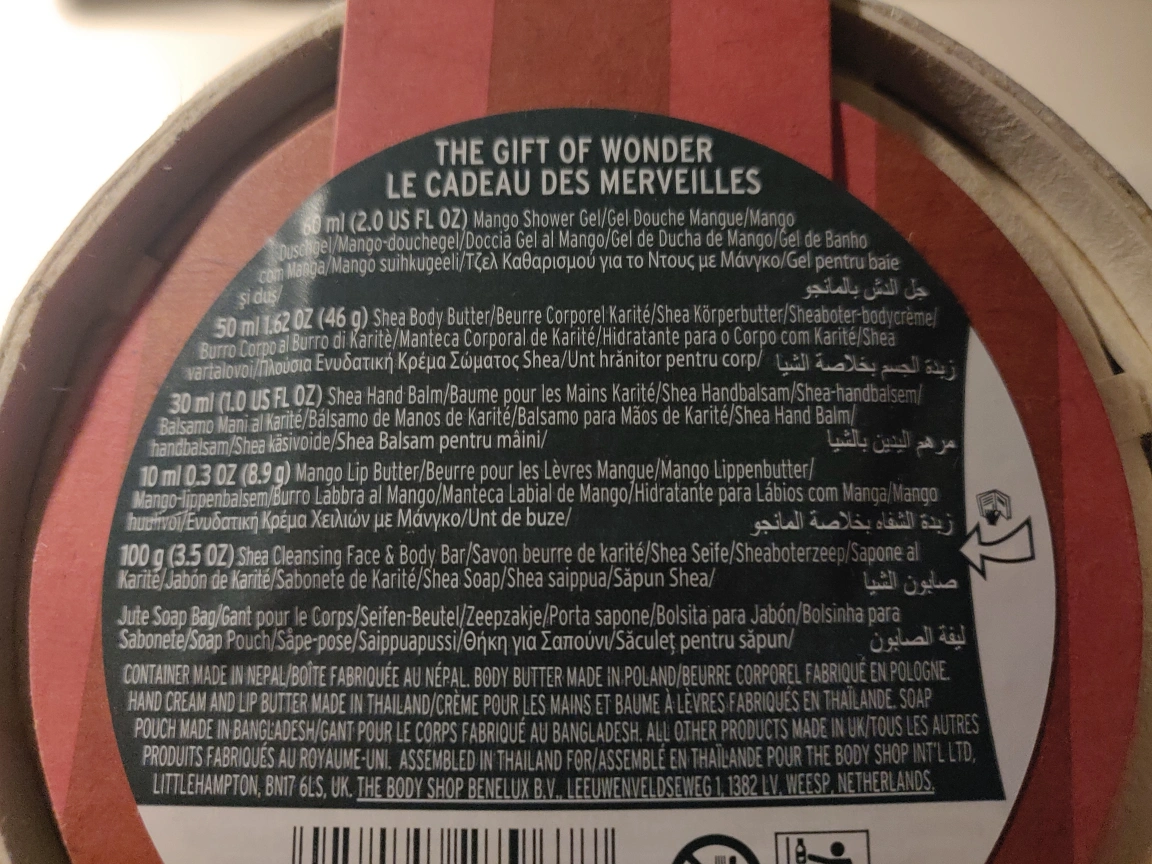 THE GIFT OF WONDER
LE CADEAU DES MERVEILLES
60 ml (2.0 US FL OZ) Mango Shower Gel/Gel Douche Mangue/Mango
Duschgel/Mango-douchegel/Doccia Gel al Mango/Gel de Ducha de Mango/Gel de Banho
com Manga/Mango suihkugeeli/Τζελ Καθαρισμού για το Ντους με Μάνγκο/Gel pentru baie
și duș/ جل الدش بالمانجو
50 ml 1.62 OZ (46 g) Shea Body Butter/Beurre Corporel Karité/Shea Körperbutter/Sheaboter-bodycrème/
Burro Corpo al Burro di Karitè/Manteca Corporal de Karité/Hidratante para o Corpo com Karité/Shea
vartalovoi/Πλούσια Ενυδατική Κρέμα Σώματος Shea/Unt hrănitor pentru corp/ زبدة الجسم بخلاصة الشيا
30 ml (1.0 US FL OZ) Shea Hand Balm/Baume pour les Mains Karité/Shea Handbalsam/Shea-handbalsem/
Balsamo Mani al Karité/Bálsamo de Manos de Karité/Balsamo para Mãos de Karité/Shea Hand Balm/
handbalsam/Shea käsivoide/Shea Balsam pentru mâini/ مرهم اليدين بالشيا
10 ml 0.3 OZ (8.9 g) Mango Lip Butter/Beurre pour les Lèvres Mangue/Mango Lippenbutter/
Mango-lippenbalsem/Burro Labbra al Mango/Manteca Labial de Mango/Hidratante para Lábios com Manga/Mango
huulivoi/Ενυδατική Κρέμα Χειλιών με Μάνγκο/Unt de buze/ زبدة الشفاه بخلاصة المانجو
100 g (3.5 OZ) Shea Cleansing Face & Body Bar/Savon beurre de karité/Shea Seife/Sheaboterzeep/Sapone al
Karité/Jabón de Karité/Sabonete de Karité/Shea Soap/Shea saippua/Săpun Shea/ صابون الشيا
Jute Soap Bag/Gant pour le Corps/Seifen-Beutel/Zeepzakje/Porta sapone/Bolsita para Jabón/Bolsinha para
Sabonete/Soap Pouch/Såpe-pose/Saippuapussi/Θήκη για Σαπούνι/Săculeț pentru săpun/ ليفة الصابون
CONTAINER MADE IN NEPAL/BOÎTE FABRIQUÉE AU NÉPAL. BODY BUTTER MADE IN POLAND/BEURRE CORPOREL FABRIQUÉ EN POLOGNE.
HAND CREAM AND LIP BUTTER MADE IN THAILAND/CRÈME POUR LES MAINS ET BAUME À LÈVRES FABRIQUÉS EN THAÏLANDE. SOAP
POUCH MADE IN BANGLADESH/GANT POUR LE CORPS FABRIQUÉ AU BANGLADESH. ALL OTHER PRODUCTS MADE IN UK/TOUS LES AUTRES
PRODUITS FABRIQUÉS AU ROYAUME-UNI. ASSEMBLED IN THAILAND FOR/ASSEMBLÉ EN THAÏLANDE POUR THE BODY SHOP INT'L LTD,
LITTLEHAMPTON, BN17 6LS, UK. THE BODY SHOP BENELUX B.V., LEEUWENVELDSEWEG 1, 1382 LV. WEESP, NETHERLANDS.